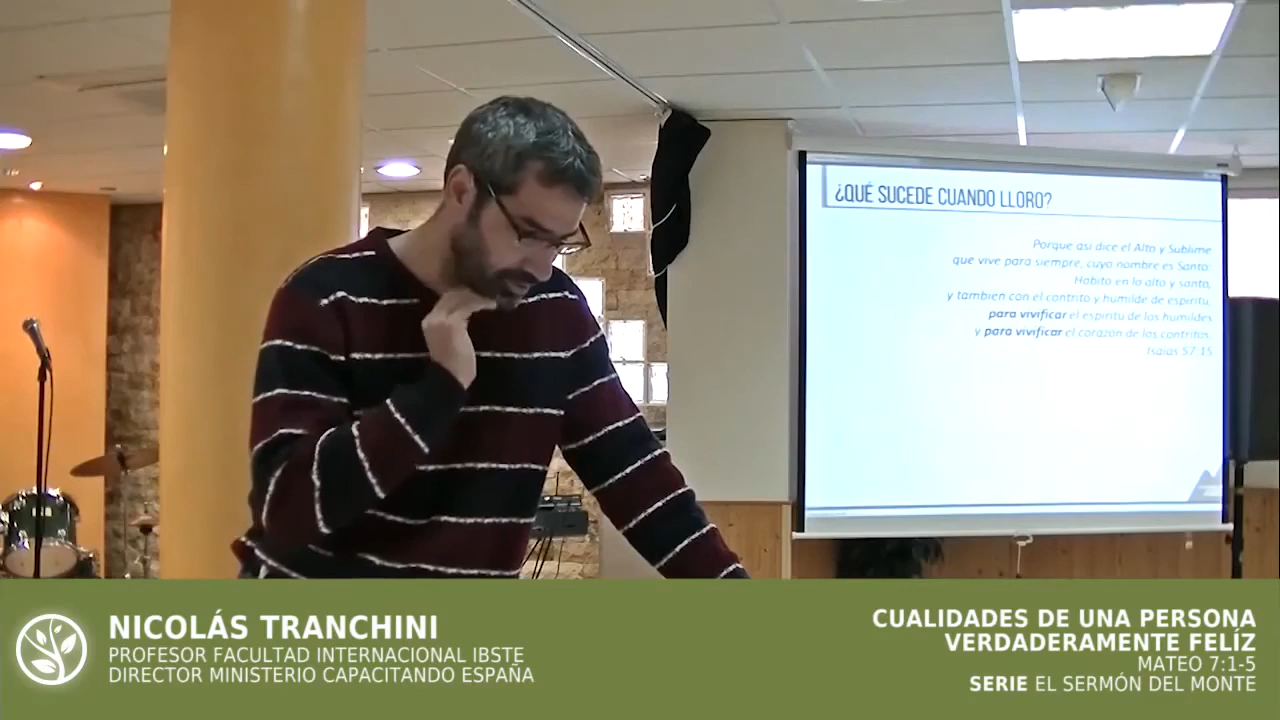 ¿QUÉ SUCEDE CUANDO LLORO?
Porque así dice el Alto y Sublime
que vive para siempre, cuyo nombre es Santo:
Habito en lo alto y santo,
y también con el contrito y humilde de espíritu,
para vivificar el espíritu de los humildes
y para vivificar el corazón de los contritos.
Isaías 57:15
NICOLÁS TRANCHINI
PROFESOR FACULTAD INTERNACIONAL IBSTE
DIRECTOR MINISTERIO CAPACITANDO ESPAÑA
CUALIDADES DE UNA PERSONA
VERDADERAMENTE FELÍZ
MATEO 7:1-5
SERIE EL SERMÓN DEL MONTE